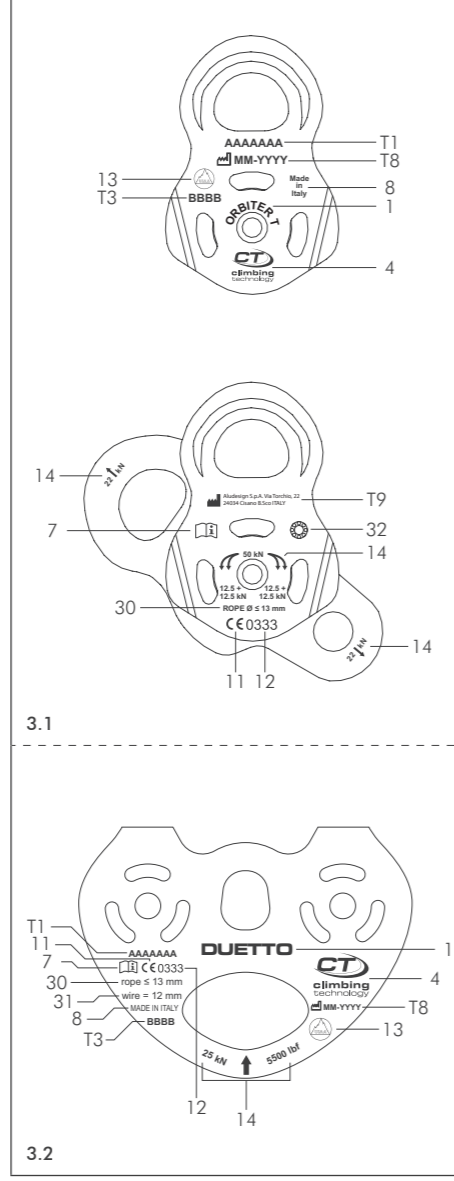 AAAAAAA
T1
MM-YYYY
T8
13
Made
in
Italy
8
T3
BBBB
ORBITER T
1
CT
climbing
technology
4
14
22 kN
Aludesign S.p.A. Via Torchio, 22
24034 Cisano B.Sco ITALY
T9
7
32
50 kN
14
12.5 +
12.5 kN
12.5 +
12.5 kN
30
ROPE Ø ≤ 13 mm
CE 0333
22 kN
14
11 12
3.1
T1
AAAAAAA
11
DUETTO
1
7
CE 0333
CT
climbing
technology
4
30
rope ≤ 13 mm
31
wire = 12 mm
8
MADE IN ITALY
MM-YYYY
T8
T3
BBBB
13
25 kN
5500 lbf
12
14
3.2